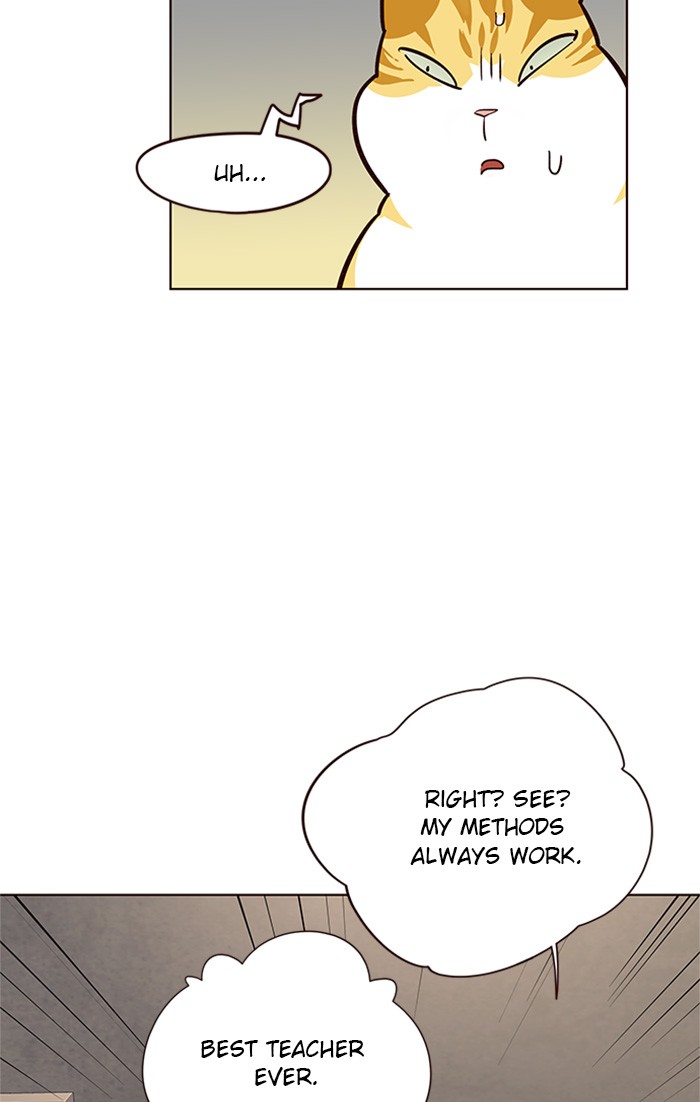 UH...
RIGHT? SEE?
MY METHODS
ALWAYS WORK.
BEST TEACHER
EVER.